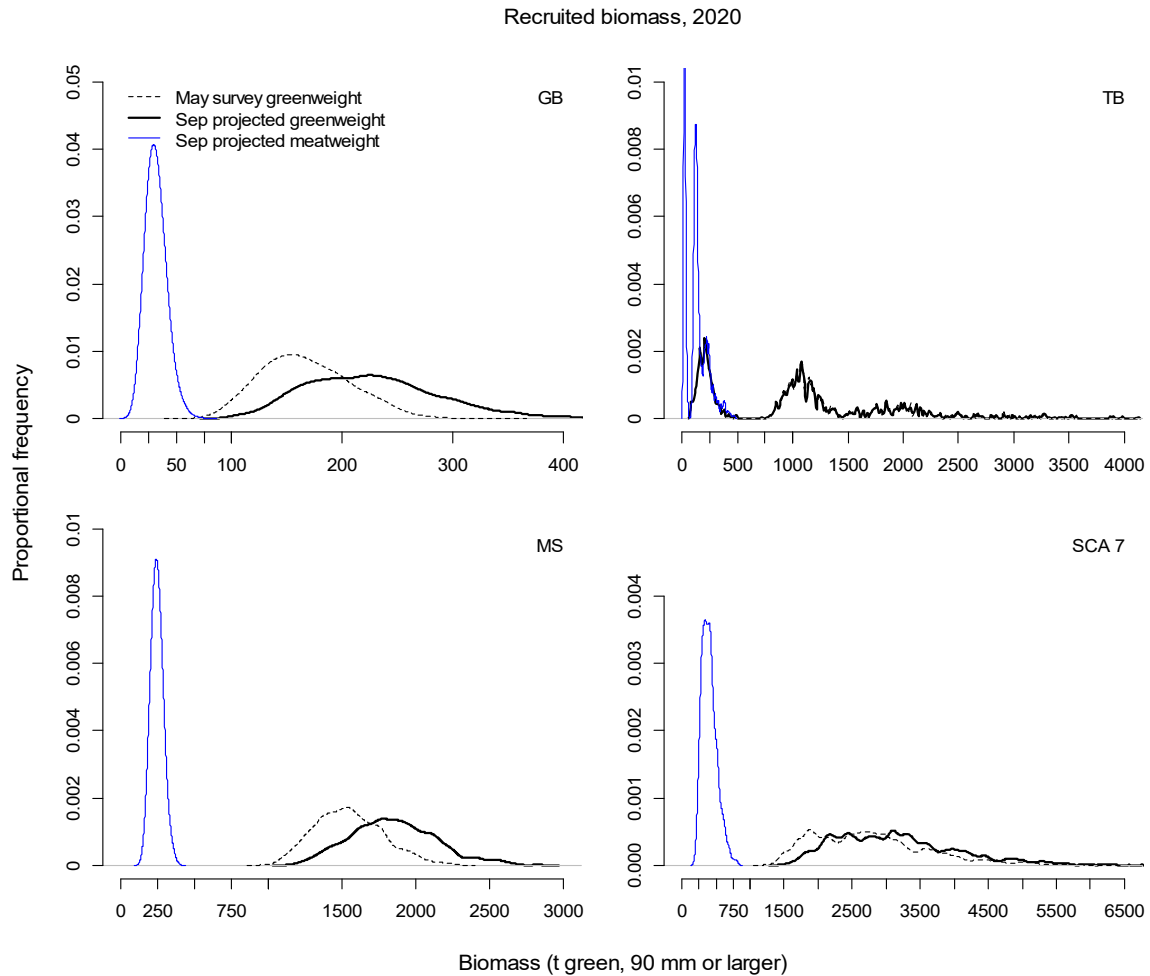 Recruited biomass, 2020
GB
May survey greenweight
Sep projected greenweight
Sep projected meatweight
0 0.01 0.02 0.03 0.04 0.05
0 50 100 200 300 400
TB
0 0.002 0.004 0.006 0.008 0.01
0 500 1000 1500 2000 2500 3000 3500 4000
Proportional frequency
MS
0 0.002 0.004 0.006 0.008 0.01
0 250 750 1500 2000 2500 3000
SCA 7
0.000 0.001 0.002 0.003 0.004
0 750 1500 2500 3500 4500 5500 6500
Biomass (t green, 90 mm or larger)